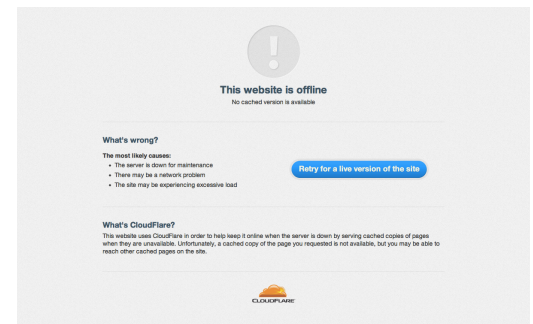 This website is offline
No cached version is available
What's wrong?
The most likely causes:
• The server is down for maintenance
• There may be a network problem
• The site may be experiencing excessive load
Retry for a live version of the site
What's CloudFlare?
This website uses CloudFlare in order to help keep it online when the server is down by serving cached copies of pages
when they are unavailable. Unfortunately, a cached copy of the page you requested is not available, but you may be able to
reach other cached pages on the site.
CLOUDFLARE